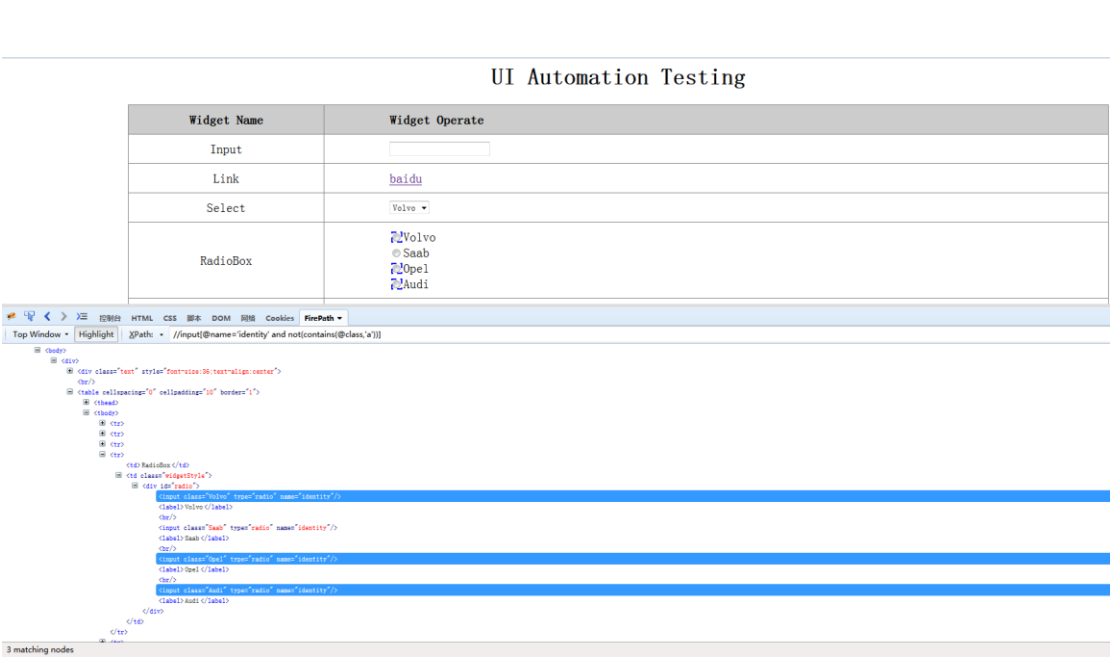 UI Automation Testing
Widget Name Widget Operate
Input
Link baidu
Select Volvo
RadioBox
Volvo
Saab
Opel
Audi
控制台 HTML CSS 脚本 DOM 网络 Cookies FirePath
Top Window Highlight XPath: //input[@name='identity' and not(contains(@class,'a'))]
<body>
<div>
<div class="text" style="font-size:36;text-align:center">
<br/>
<table cellspacing="0" cellpadding="10" border="1">
<thead>
<tbody>
<tr>
<tr>
<tr>
<tr>
<td>RadioBox</td>
<td class="widgetStyle">
<div id="radio">
<input class="Volvo" type="radio" name="identity"/>
<label>Volvo</label>
<br/>
<input class="Saab" type="radio" name="identity"/>
<label>Saab</label>
<br/>
<input class="Opel" type="radio" name="identity"/>
<label>Opel</label>
<br/>
<input class="Audi" type="radio" name="identity"/>
<label>Audi</label>
</div>
</td>
</tr>
3 matching nodes